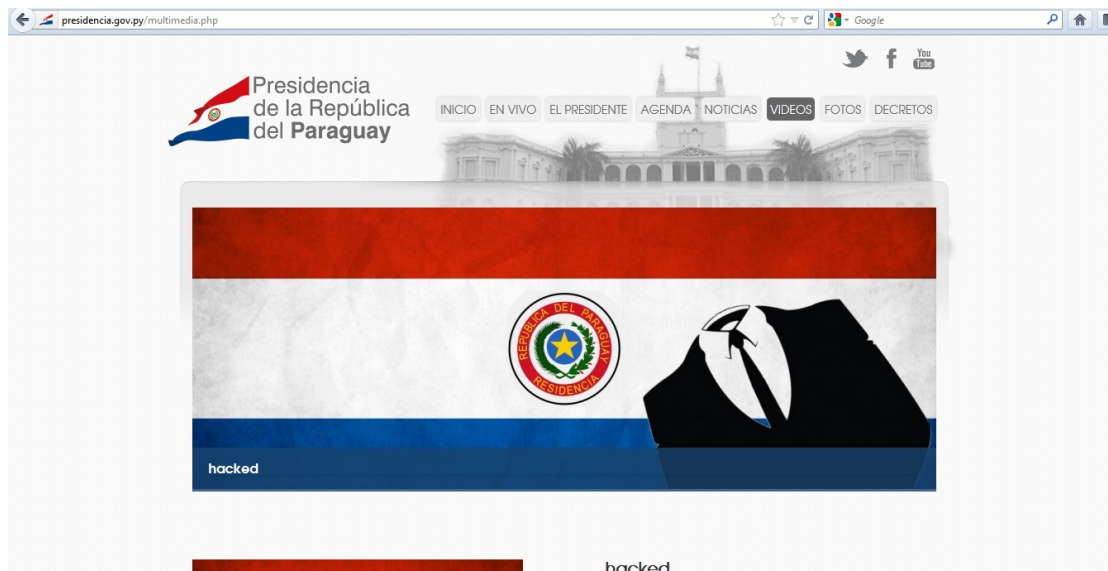 presidencia.gov.py/multimedia.php
Google
You
Tube
Presidencia
de la República
del Paraguay
INICIO EN VIVO EL PRESIDENTE AGENDA NOTICIAS VIDEOS FOTOS DECRETOS
REPUBLICA DEL PARAGUAY
RESIDENCIA
hacked
hacked